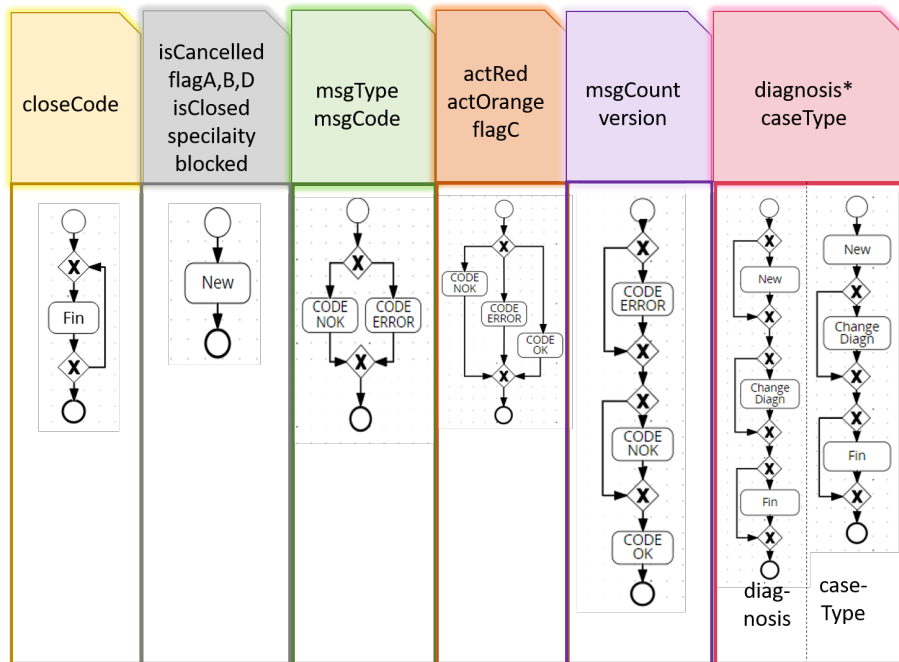 closeCode
isCancelled
flagA,B,D
isClosed
specilaity
blocked
msgType
msgCode
actRed
actOrange
flagC
msgCount
version
diagnosis*
caseType
X
Fin
X
New
X
CODE
NOK
CODE
ERROR
X
X
CODE
NOK
CODE
ERROR
CODE
OK
X
X
CODE
ERROR
X
X
CODE
NOK
X
CODE
OK
X
New
X
X
Change
Diagn
X
X
Fin
X
diag-
nosis
New
X
Change
Diagn
X
X
Fin
X
case-
Type